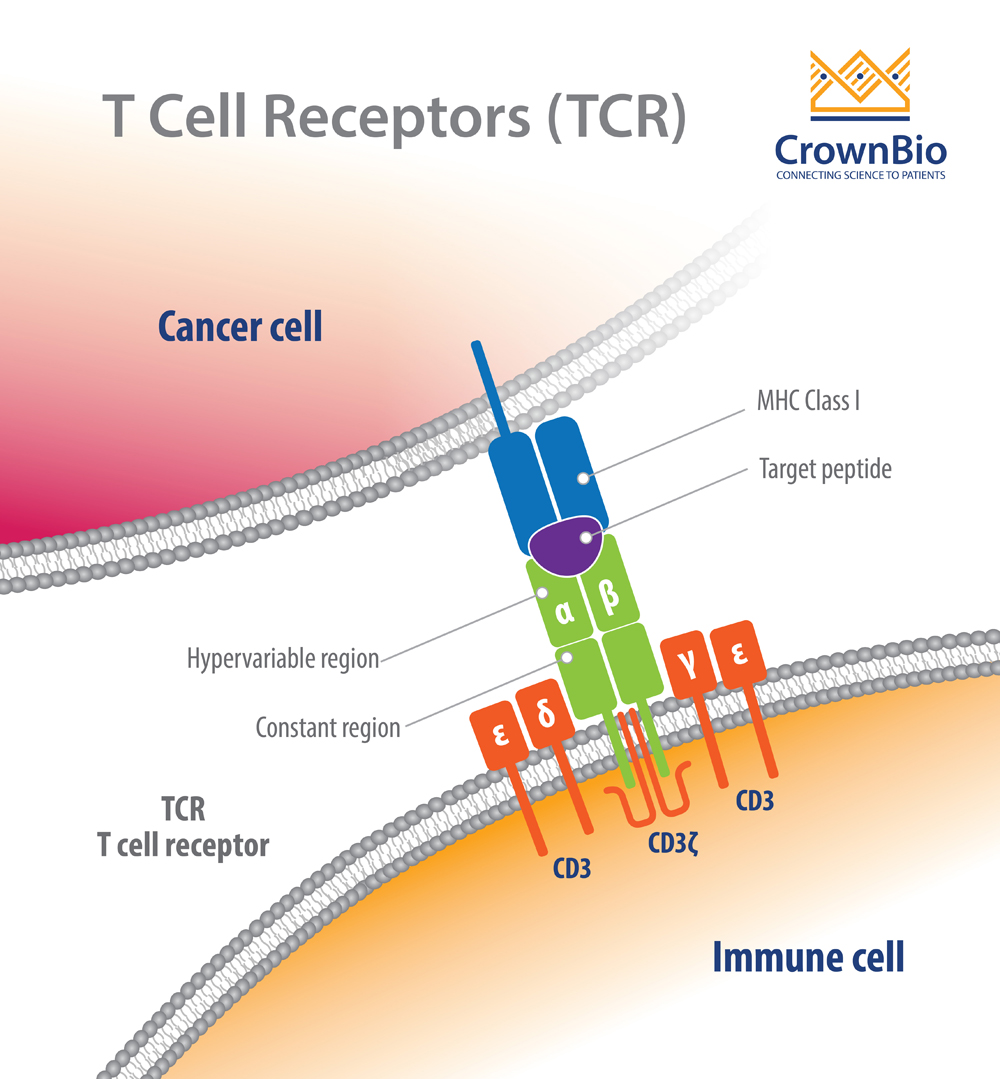 T Cell Receptors (TCR)
CrownBio
CONNECTING SCIENCE TO PATIENTS
Cancer cell
MHC Class I
Target peptide
α
β
Hypervariable region
Constant region
ε
δ
γ
ε
TCR
T cell receptor
CD3
CD3ζ
CD3
Immune cell